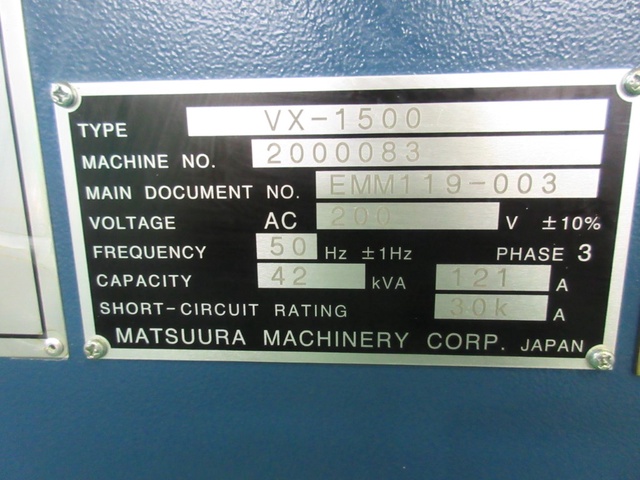 TYPE VX-1500
MACHINE NO. 2000083
MAIN DOCUMENT NO. EMM119-003
VOLTAGE AC 200 V ±10%
FREQUENCY 50 Hz ±1Hz PHASE 3
CAPACITY 42 kVA 121 A
SHORT-CIRCUIT RATING 30k A
MATSUURA MACHINERY CORP. JAPAN